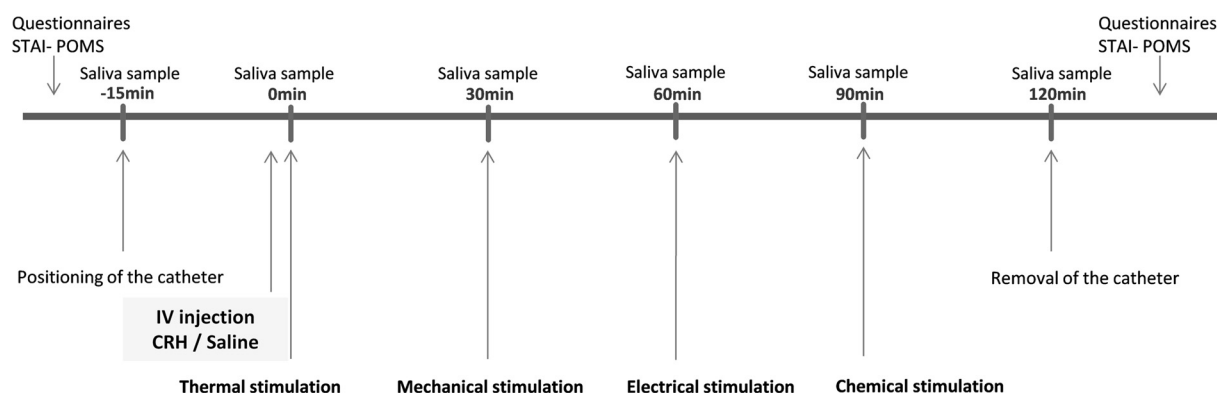 Questionnaires
STAI- POMS
Questionnaires
STAI- POMS
Saliva sample
-15min
Saliva sample
0min
Saliva sample
30min
Saliva sample
60min
Saliva sample
90min
Saliva sample
120min
Positioning of the catheter
Removal of the catheter
IV injection
CRH / Saline
Thermal stimulation
Mechanical stimulation
Electrical stimulation
Chemical stimulation